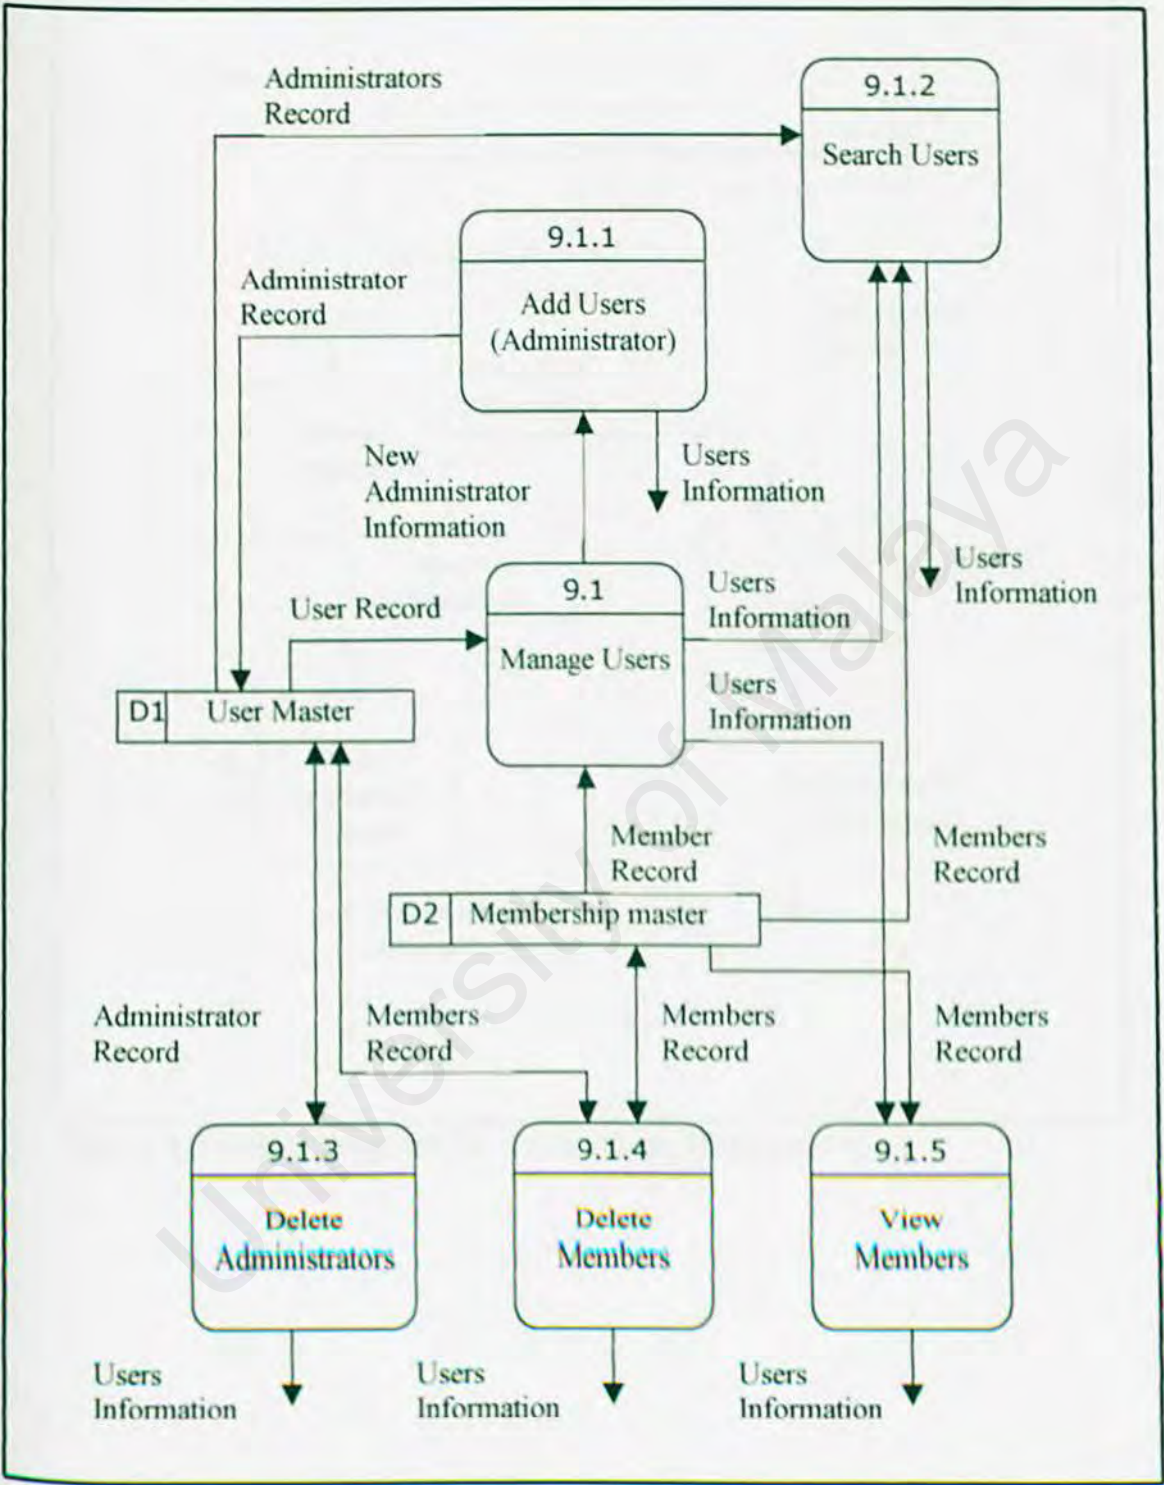 Administrators
Record
9.1.2
Search Users
9.1.1
Add Users
(Administrator)
Administrator
Record
New
Administrator
Information
Users
Information
Users
Information
9.1
Manage Users
User Record
Users
Information
Users
Information
D1
User Master
Member
Record
Members
Record
D2
Membership master
Administrator
Record
Members
Record
Members
Record
Members
Record
9.1.3
Delete
Administrators
9.1.4
Delete
Members
9.1.5
View
Members
Users
Information
Users
Information
Users
Information
University of Malaya